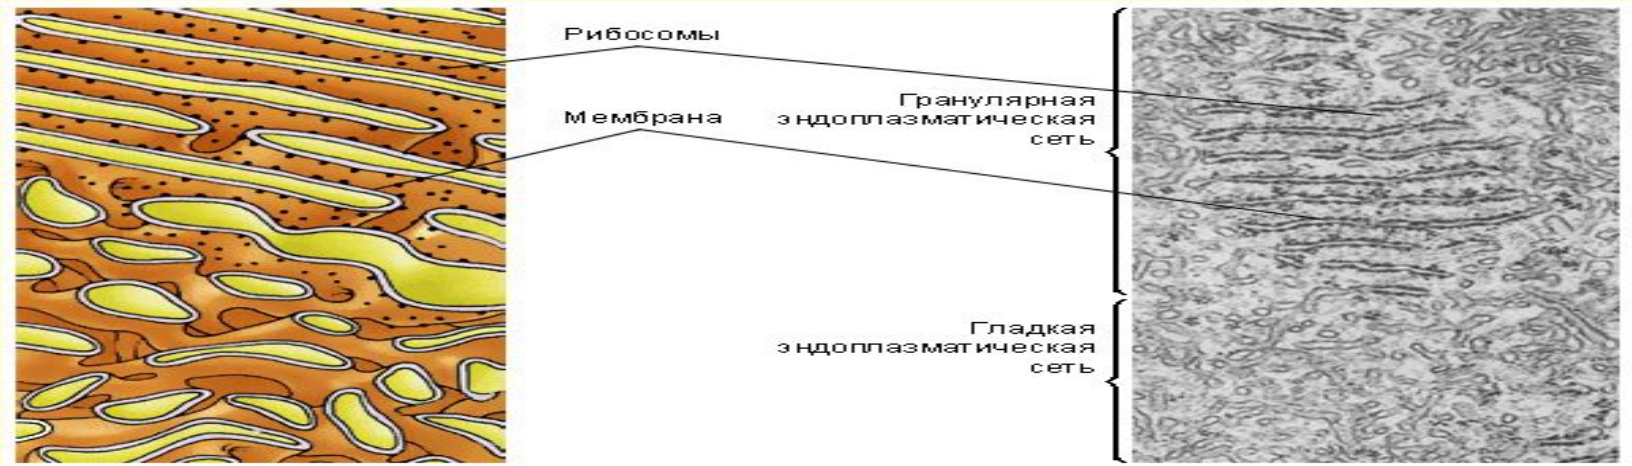 Рибосомы
Мембрана
Гранулярная
эндоплазматическая
сеть
Гладкая
эндоплазматическая
сеть